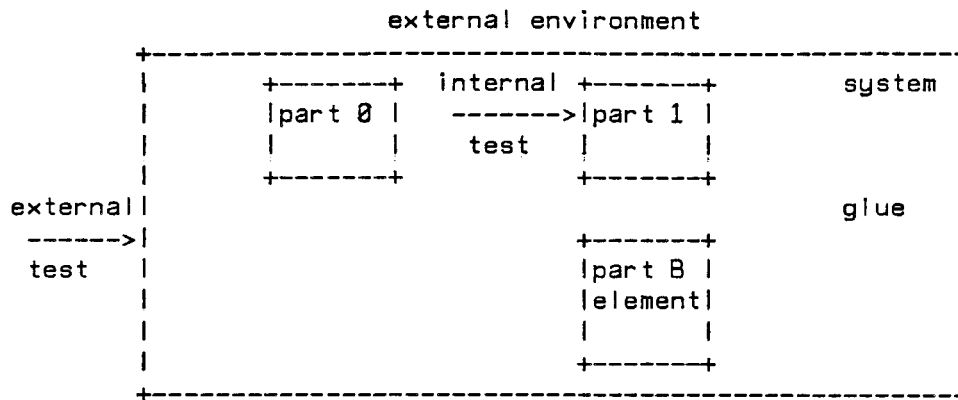 external environment
+--------------------------------------------------
| +-------+ internal +-------+ system
| |part 0 | ------->|part 1 |
| | | test | |
| +-------+ +-------+
external| glue
------>| +-------+
test | |part B |
| |element|
| | |
| +-------+
+--------------------------------------------------